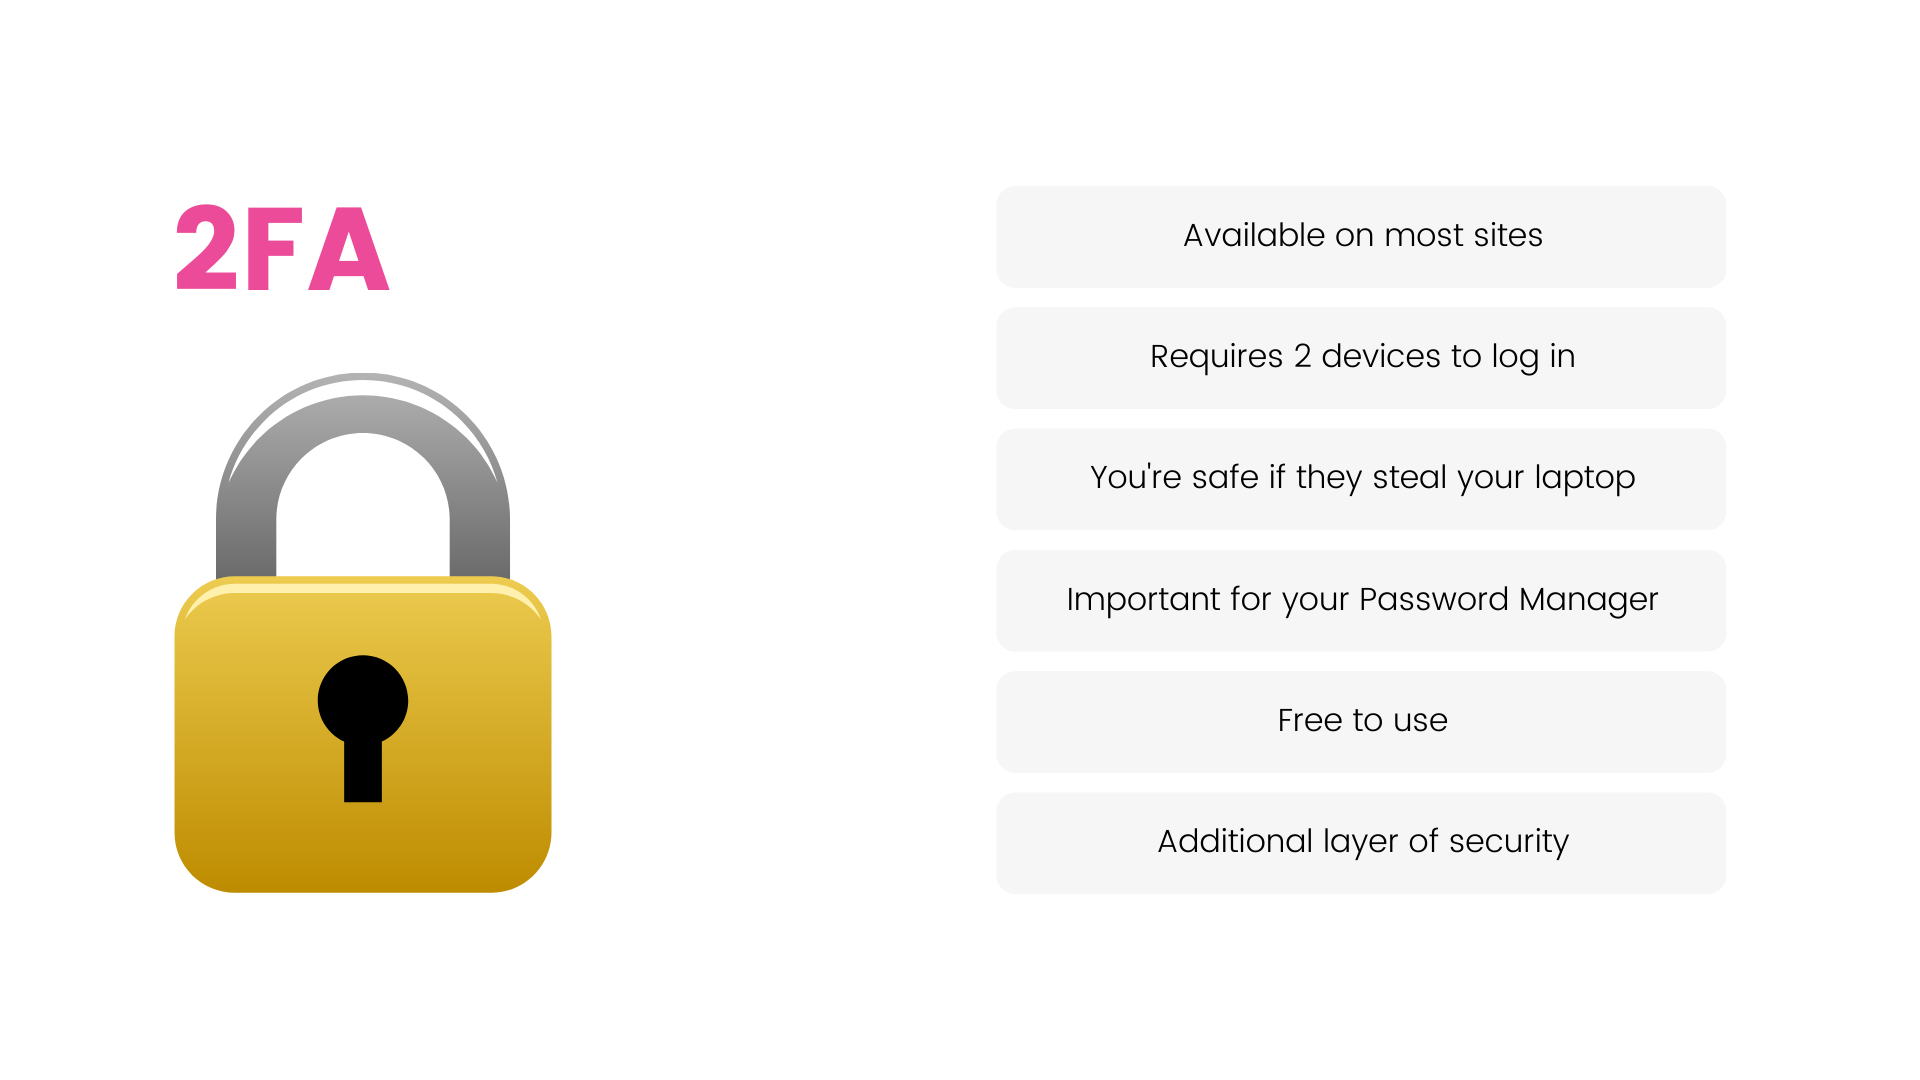 2FA
Available on most sites
Requires 2 devices to log in
You're safe if they steal your laptop
Important for your Password Manager
Free to use
Additional layer of security